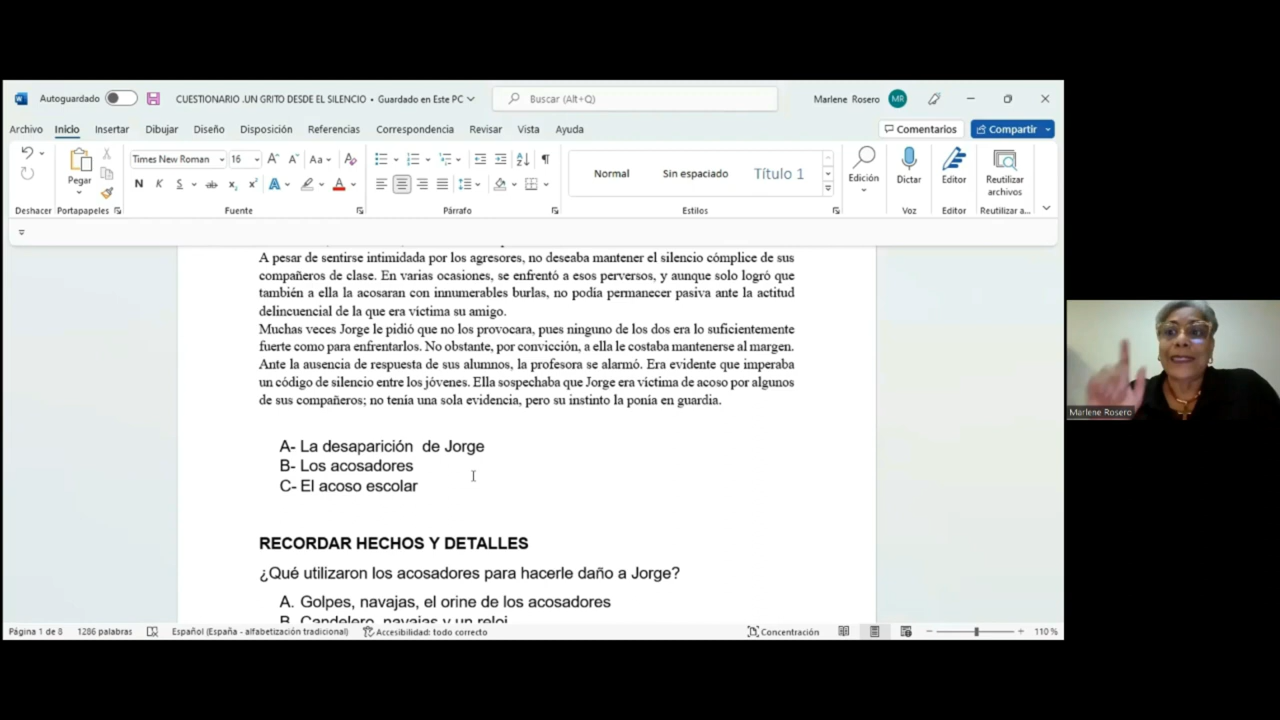 Autoguardado
CUESTIONARIO .UN GRITO DESDE EL SILENCIO • Guardado en Este PC
Buscar (Alt+Q)
Marlene Rosero
MR
Archivo Inicio Insertar Dibujar Diseño Disposición Referencias Correspondencia Revisar Vista Ayuda
Comentarios
Compartir
Times New Roman
16
Pegar
Normal
Sin espaciado
Título 1
Edición
Dictar
Editor
Reutilizar
archivos
Deshacer
Portapapeles
Fuente
Párrafo
Estilos
Voz
Editor
Reutilizar a...
A pesar de sentirse intimidada por los agresores, no deseaba mantener el silencio cómplice de sus
compañeros de clase. En varias ocasiones, se enfrentó a esos perversos, y aunque solo logró que
también a ella la acosaran con innumerables burlas, no podía permanecer pasiva ante la actitud
delincuencial de la que era víctima su amigo.
Muchas veces Jorge le pidió que no los provocara, pues ninguno de los dos era lo suficientemente
fuerte como para enfrentarlos. No obstante, por convicción, a ella le costaba mantenerse al margen.
Ante la ausencia de respuesta de sus alumnos, la profesora se alarmó. Era evidente que imperaba
un código de silencio entre los jóvenes. Ella sospechaba que Jorge era víctima de acoso por algunos
de sus compañeros; no tenía una sola evidencia, pero su instinto la ponía en guardia.
A- La desaparición de Jorge
B- Los acosadores
C- El acoso escolar
RECORDAR HECHOS Y DETALLES
¿Qué utilizaron los acosadores para hacerle daño a Jorge?
A. Golpes, navajas, el orine de los acosadores
B. Candelero, navajas y un reloj
Página 1 de 8
1286 palabras
Español (España - alfabetización tradicional)
Accesibilidad: todo correcto
Concentración
110 %
Marlene Rosero